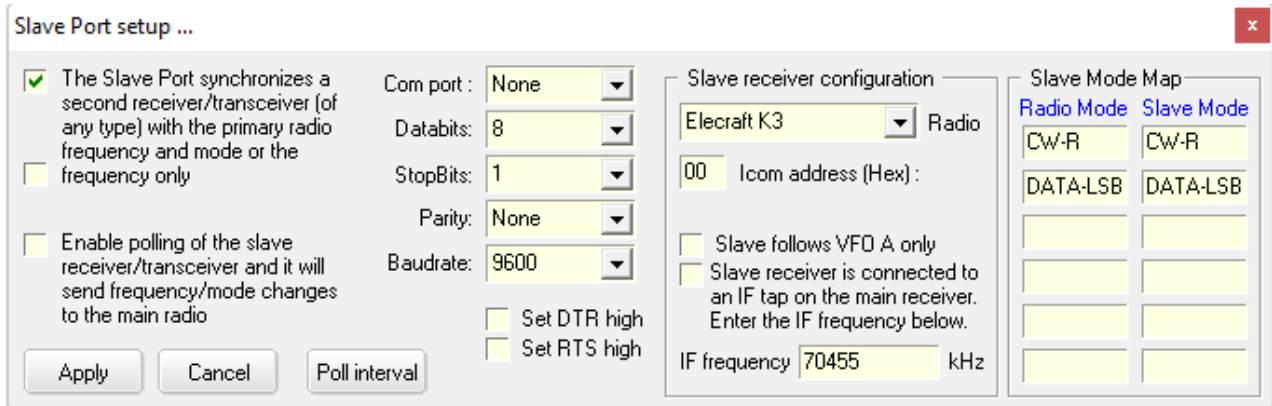 Slave Port setup ...
x
The Slave Port synchronizes a
second receiver/transceiver (of
any type) with the primary radio
frequency and mode or the
frequency only
Enable polling of the slave
receiver/transceiver and it will
send frequency/mode changes
to the main radio
Apply
Cancel
Poll interval
Com port : None
Databits: 8
StopBits: 1
Parity: None
Baudrate: 9600
Set DTR high
Set RTS high
Slave receiver configuration
Elecraft K3 Radio
00 Icom address (Hex) :
Slave follows VFO A only
Slave receiver is connected to
an IF tap on the main receiver.
Enter the IF frequency below.
IF frequency 70455 kHz
Slave Mode Map
Radio Mode Slave Mode
CW-R CW-R
DATA-LSB DATA-LSB